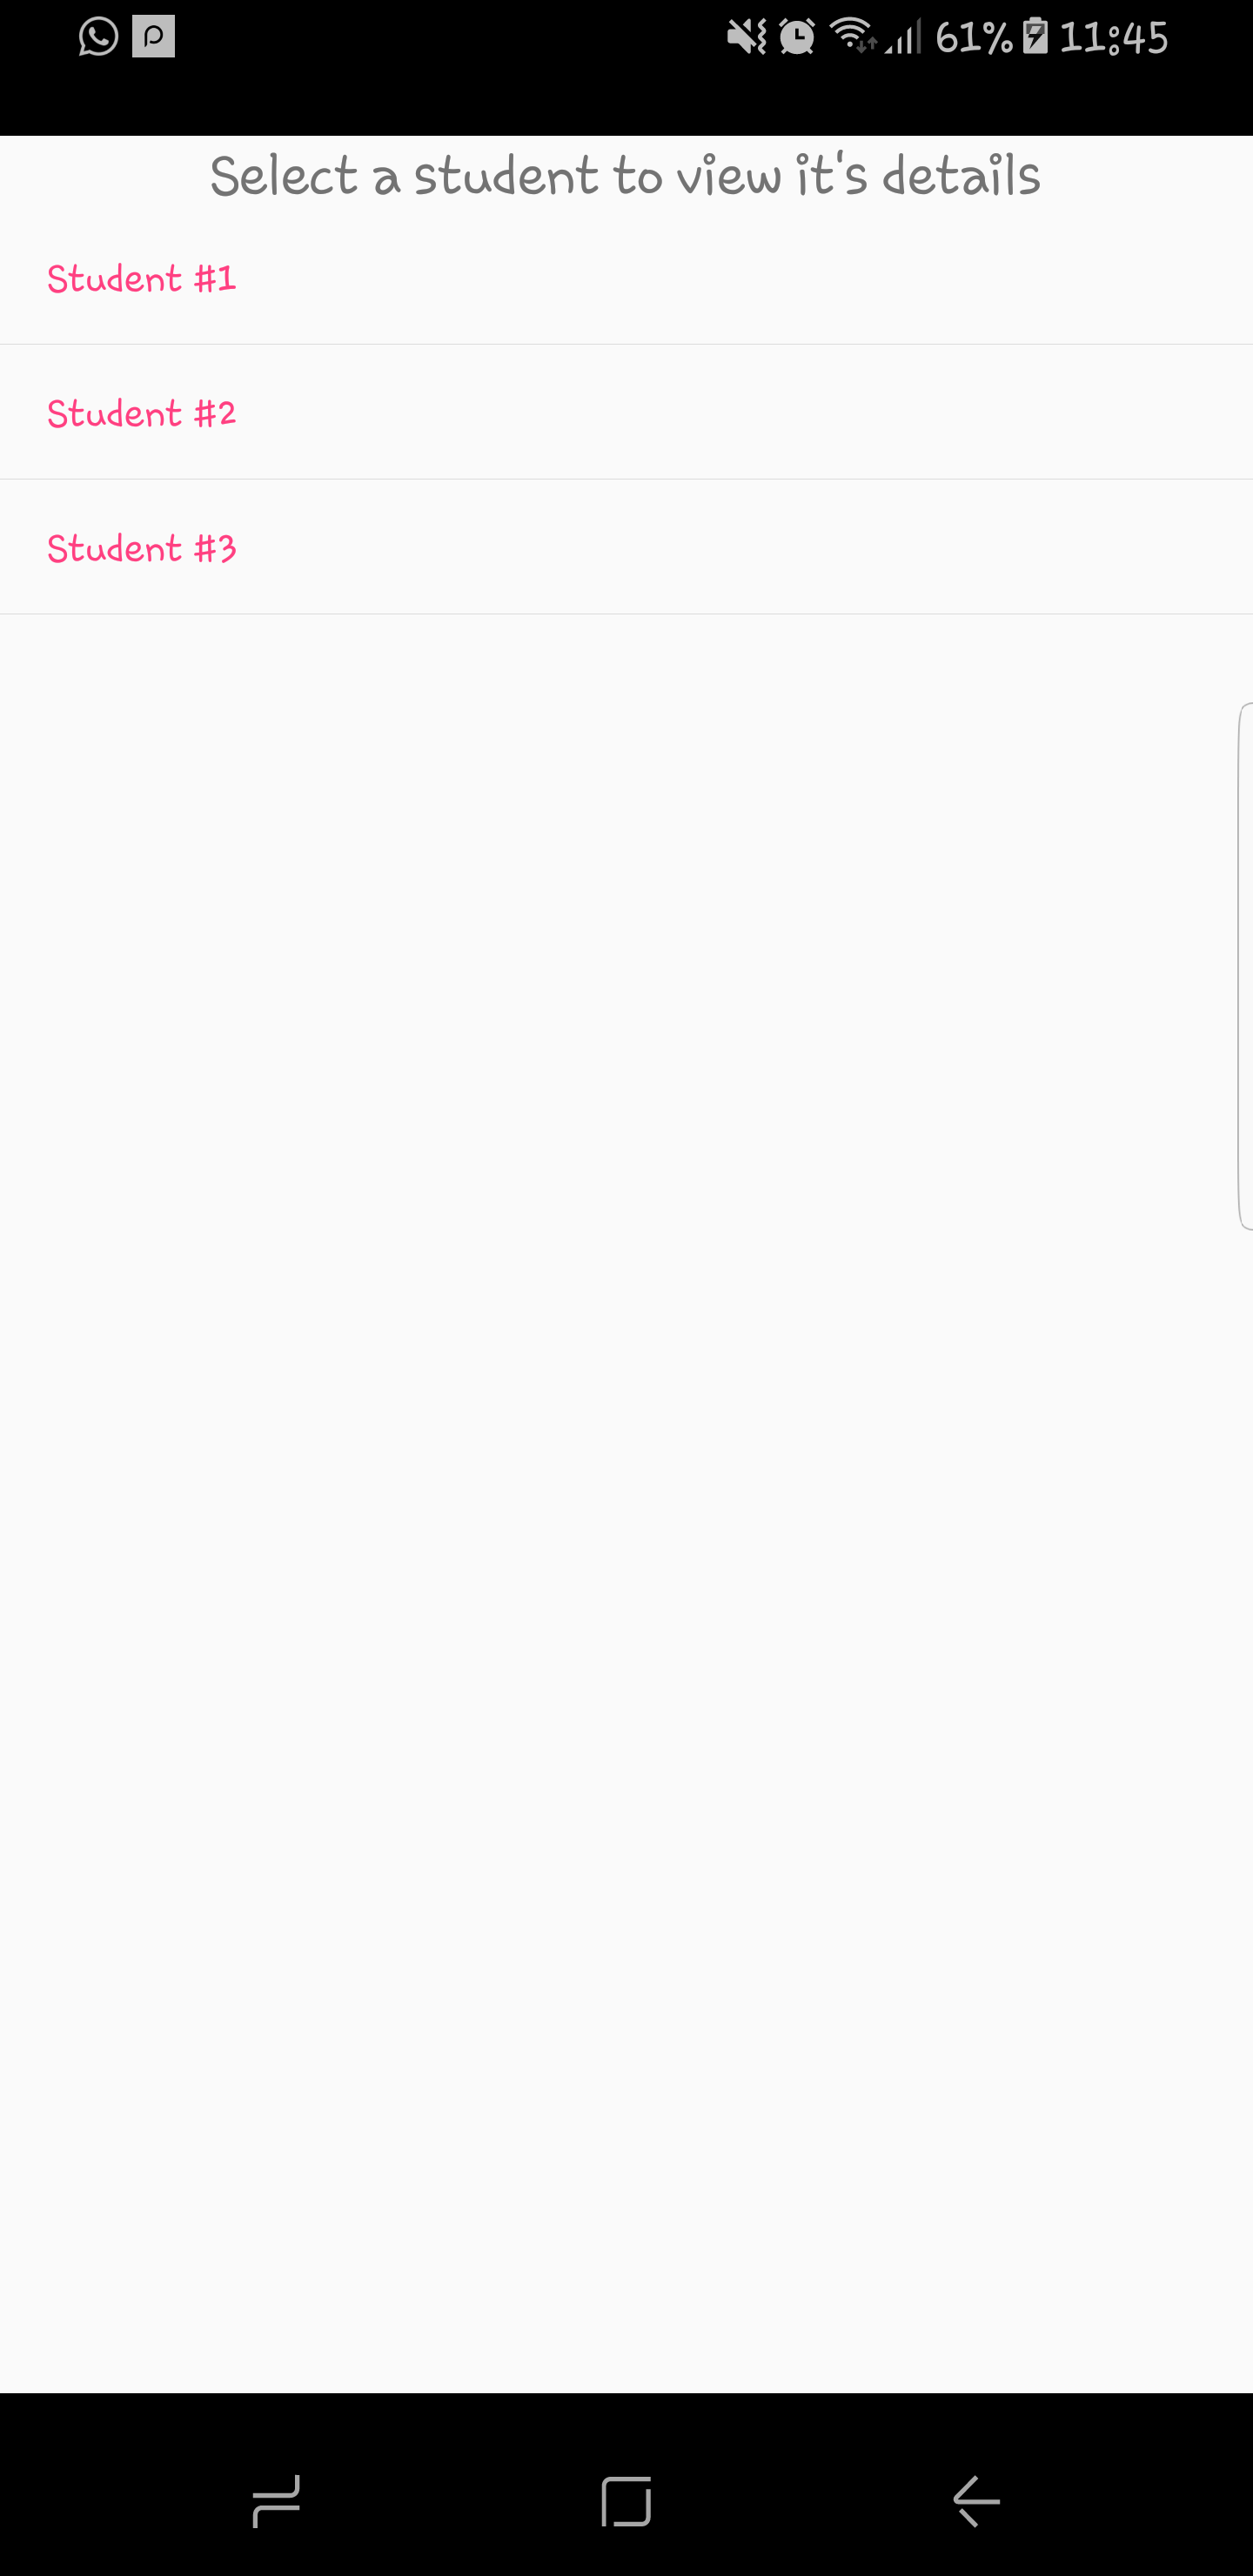 61% 11:45
Select a student to view it's details
Student #1
Student #2
Student #3